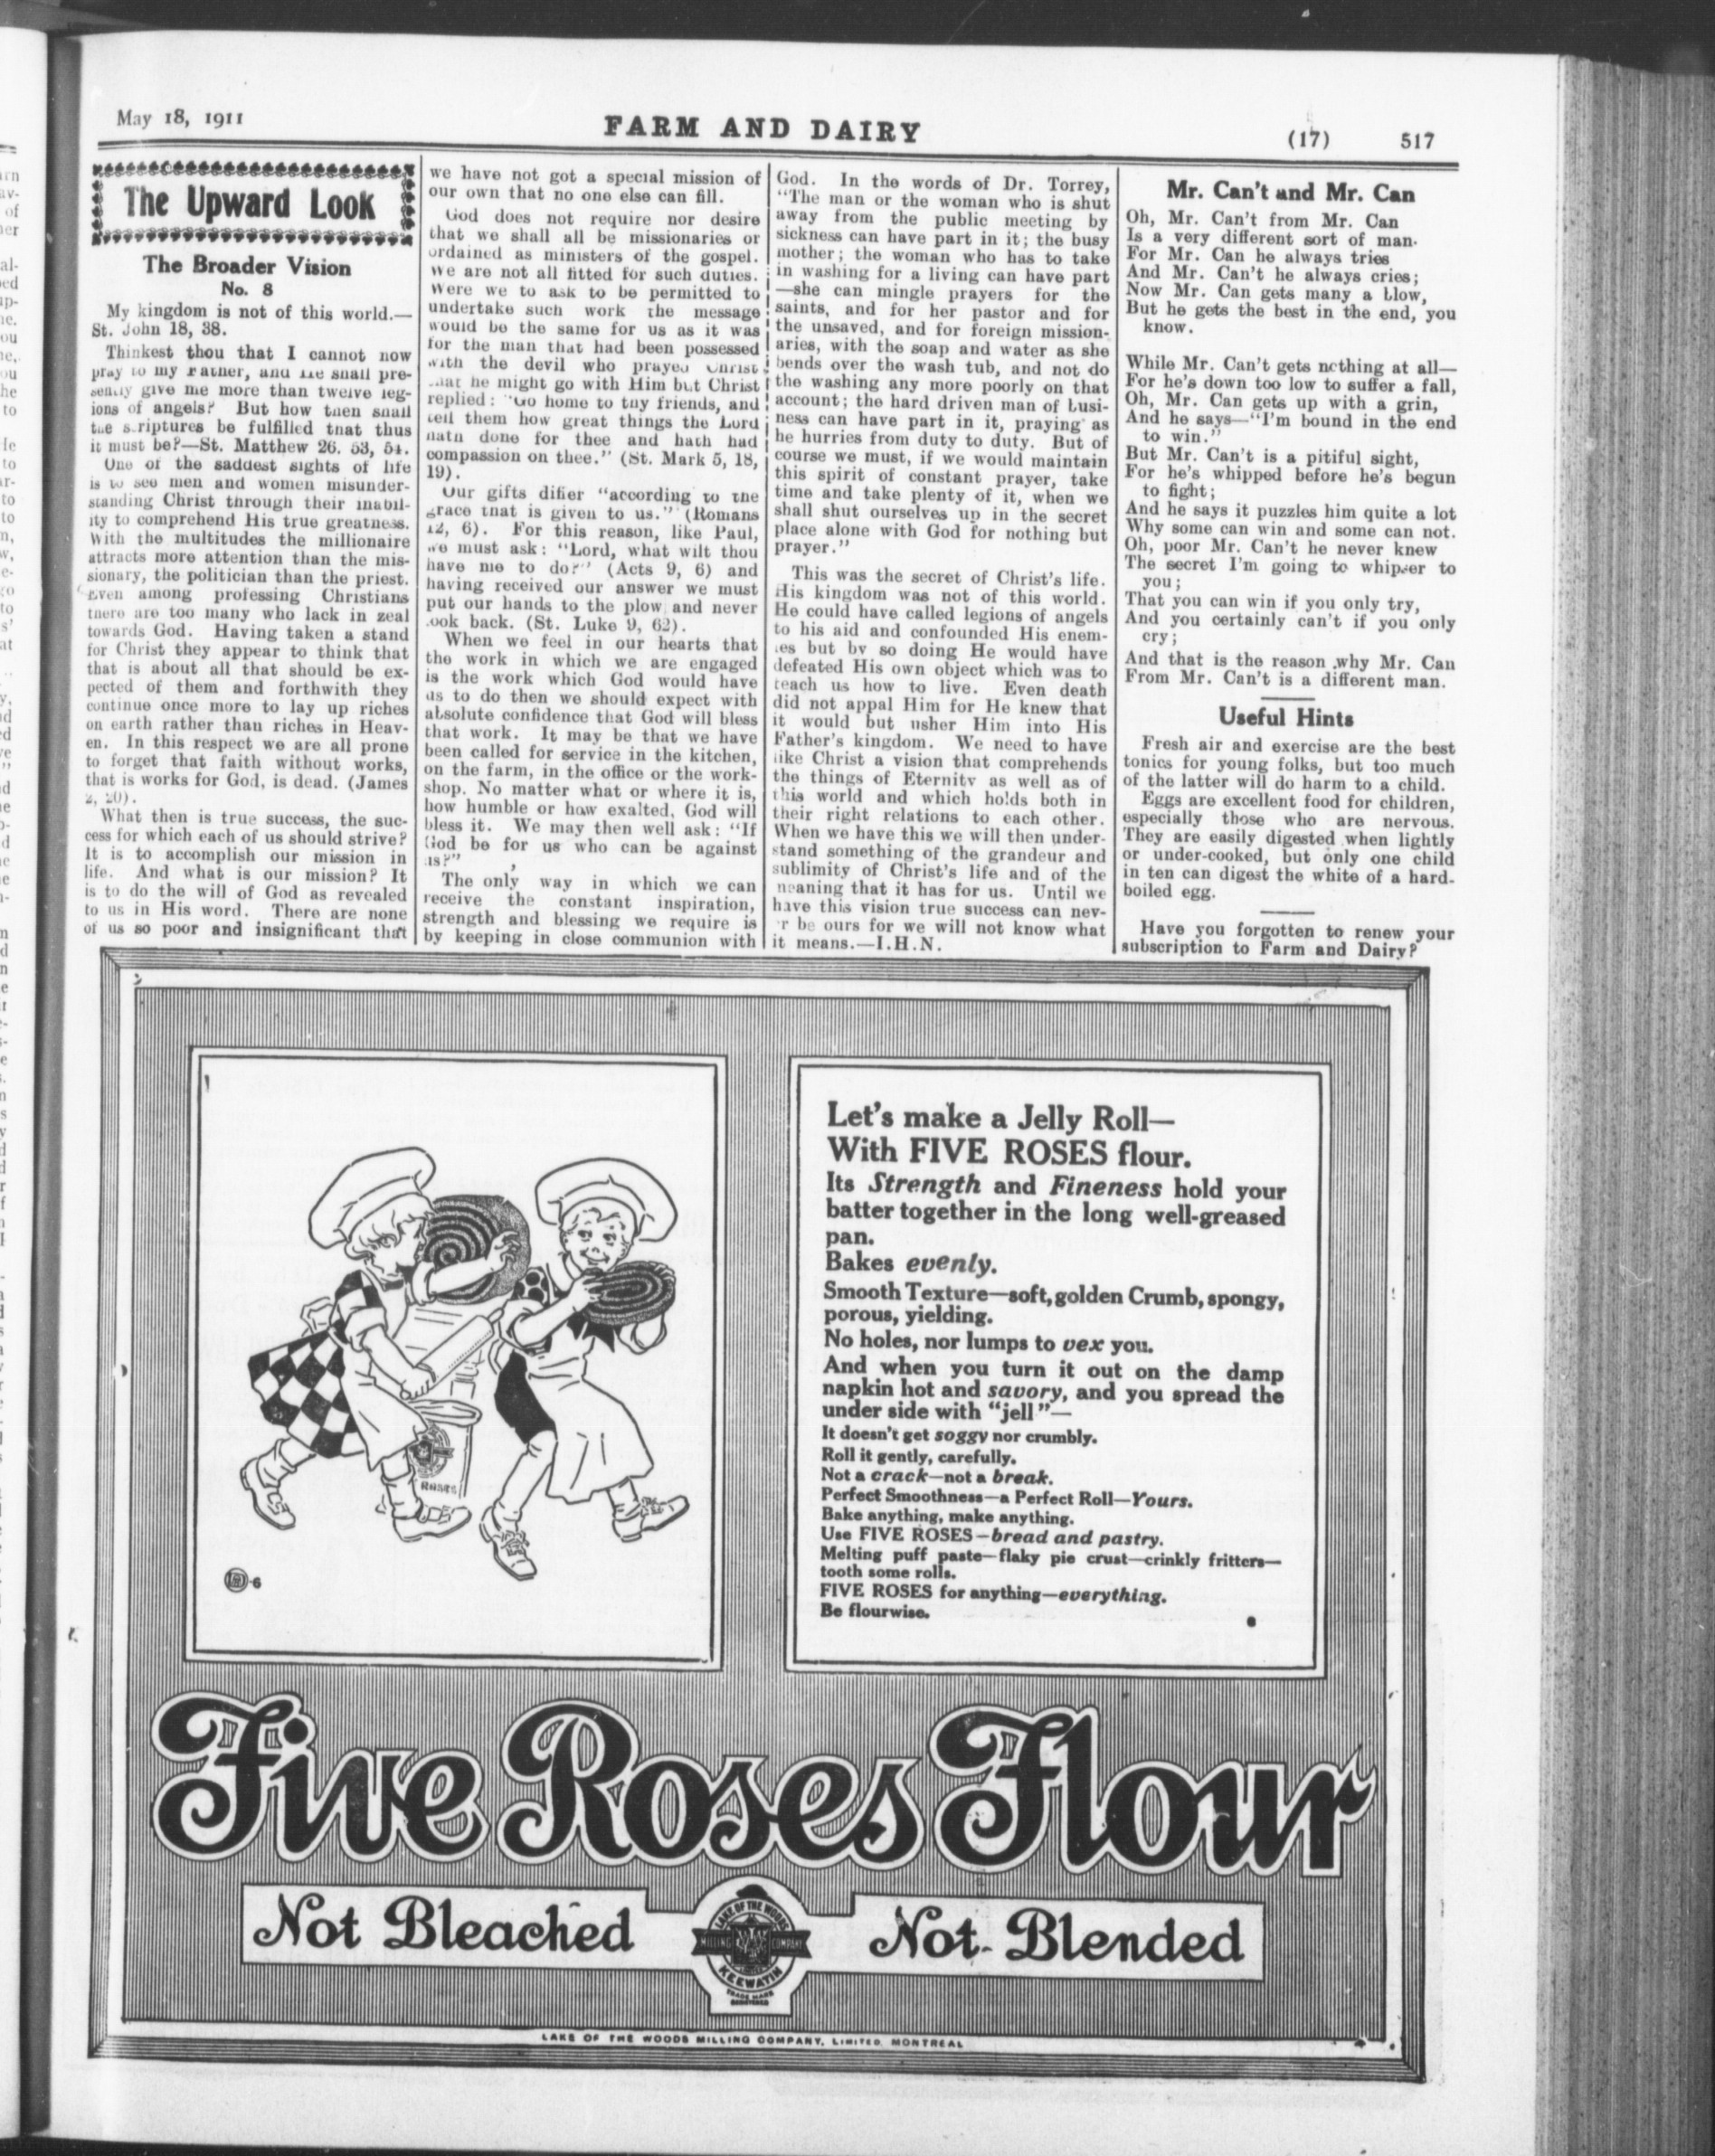 May 18, 1911
FARM AND DAIRY
(17) 517
The Upward Look
The Broader Vision
No. 8
My kingdom is not of this world.—
St. John 18, 38.
Thinkest thou that I cannot now
pray to my Father, and He shall pre-
sently give me more than twelve leg-
ions of angels? But how then shall
the scriptures be fulfilled that thus
it must be?—St. Matthew 26. 53, 54.
One of the saddest sights of life
is to see men and women misunder-
standing Christ through their inabil-
ity to comprehend His true greatness.
With the multitudes the millionaire
attracts more attention than the mis-
sionary, the politician than the priest.
Even among professing Christians
there are too many who lack in zeal
towards God. Having taken a stand
for Christ they appear to think that
that is about all that should be ex-
pected of them and forthwith they
continue once more to lay up riches
on earth rather than riches in Heav-
en. In this respect we are all prone
to forget that faith without works,
that is works for God, is dead. (James
2, 20).
What then is true success, the suc-
cess for which each of us should strive?
It is to accomplish our mission in
life. And what is our mission? It
is to do the will of God as revealed
to us in His word. There are none
of us so poor and insignificant that
we have not got a special mission of
our own that no one else can fill.
God does not require nor desire
that we shall all be missionaries or
ordained as ministers of the gospel.
We are not all fitted for such duties.
Were we to ask to be permitted to
undertake such work the message
would be the same for us as it was
for the man that had been possessed
with the devil who prayed Christ
that he might go with Him but Christ
replied: "Go home to thy friends, and
tell them how great things the Lord
hath done for thee and hath had
compassion on thee." (St. Mark 5, 18,
19).
Our gifts differ "according to the
grace that is given to us." (Romans
12, 6). For this reason, like Paul,
we must ask: "Lord, what wilt thou
have me to do?" (Acts 9, 6) and
having received our answer we must
put our hands to the plow and never
look back. (St. Luke 9, 62).
When we feel in our hearts that
the work in which we are engaged
is the work which God would have
us to do then we should expect with
absolute confidence that God will bless
that work. It may be that we have
been called for service in the kitchen,
on the farm, in the office or the work-
shop. No matter what or where it is,
how humble or how exalted, God will
bless it. We may then well ask: "If
God be for us who can be against
us?"
The only way in which we can
receive the constant inspiration,
strength and blessing we require is
by keeping in close communion with
God. In the words of Dr. Torrey,
"The man or the woman who is shut
away from the public meeting by
sickness can have part in it; the busy
mother; the woman who has to take
in washing for a living can have part
—she can mingle prayers for the
saints, and for her pastor and for
the unsaved, and for foreign mission-
aries, with the soap and water as she
bends over the wash tub, and not do
the washing any more poorly on that
account; the hard driven man of busi-
ness can have part in it, praying as
he hurries from duty to duty. But of
course we must, if we would maintain
this spirit of constant prayer, take
time and take plenty of it, when we
shall shut ourselves up in the secret
place alone with God for nothing but
prayer."
This was the secret of Christ's life.
His kingdom was not of this world.
He could have called legions of angels
to his aid and confounded His enem-
ies but by so doing He would have
defeated His own object which was to
teach us how to live. Even death
did not appal Him for He knew that
it would but usher Him into His
Father's kingdom. We need to have
like Christ a vision that comprehends
the things of Eternity as well as of
this world and which holds both in
their right relations to each other.
When we have this we will then under-
stand something of the grandeur and
sublimity of Christ's life and of the
meaning that it has for us. Until we
have this vision true success can nev-
er be ours for we will not know what
it means.—I.H.N.
Mr. Can't and Mr. Can
Oh, Mr. Can't from Mr. Can
Is a very different sort of man.
For Mr. Can he always tries
And Mr. Can't he always cries;
Now Mr. Can gets many a blow,
But he gets the best in the end, you
know.
While Mr. Can't gets nothing at all—
For he's down too low to suffer a fall,
Oh, Mr. Can gets up with a grin,
And he says—"I'm bound in the end
to win."
But Mr. Can't is a pitiful sight,
For he's whipped before he's begun
to fight;
And he says it puzzles him quite a lot
Why some can win and some can not.
Oh, poor Mr. Can't he never knew
The secret I'm going to whisper to
you;
That you can win if you only try,
And you certainly can't if you only
cry;
And that is the reason why Mr. Can
From Mr. Can't is a different man.
Useful Hints
Fresh air and exercise are the best
tonics for young folks, but too much
of the latter will do harm to a child.
Eggs are excellent food for children,
especially those who are nervous.
They are easily digested when lightly
or under-cooked, but only one child
in ten can digest the white of a hard-
boiled egg.
Have you forgotten to renew your
subscription to Farm and Dairy?
ROSES
6
Let's make a Jelly Roll—
With FIVE ROSES flour.
Its Strength and Fineness hold your
batter together in the long well-greased
pan.
Bakes evenly.
Smooth Texture—soft, golden Crumb, spongy,
porous, yielding.
No holes, nor lumps to vex you.
And when you turn it out on the damp
napkin hot and savory, and you spread the
under side with "jell"—
It doesn't get soggy nor crumbly.
Roll it gently, carefully.
Not a crack—not a break.
Perfect Smoothness—a Perfect Roll—Yours.
Bake anything, make anything.
Use FIVE ROSES—bread and pastry.
Melting puff paste—flaky pie crust—crinkly fritters—
tooth some rolls.
FIVE ROSES for anything—everything.
Be flourwise.
Five Roses Flour
Not Bleached
LAKE OF THE WOODS
MILLING COMPANY
KEEWATIN
TRADE MARK
REGISTERED
Not Blended
LAKE OF THE WOODS MILLING COMPANY, LIMITED, MONTREAL